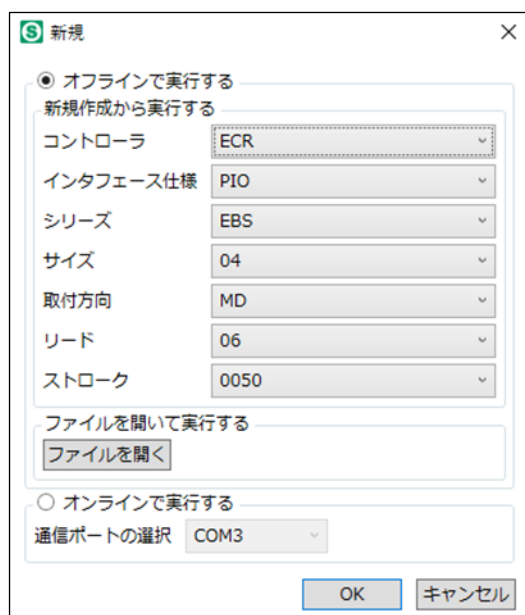 S 新規
オフラインで実行する
新規作成から実行する
コントローラ ECR
インタフェース仕様 PIO
シリーズ EBS
サイズ 04
取付方向 MD
リード 06
ストローク 0050
ファイルを開いて実行する
ファイルを開く
オンラインで実行する
通信ポートの選択 COM3
OK キャンセル